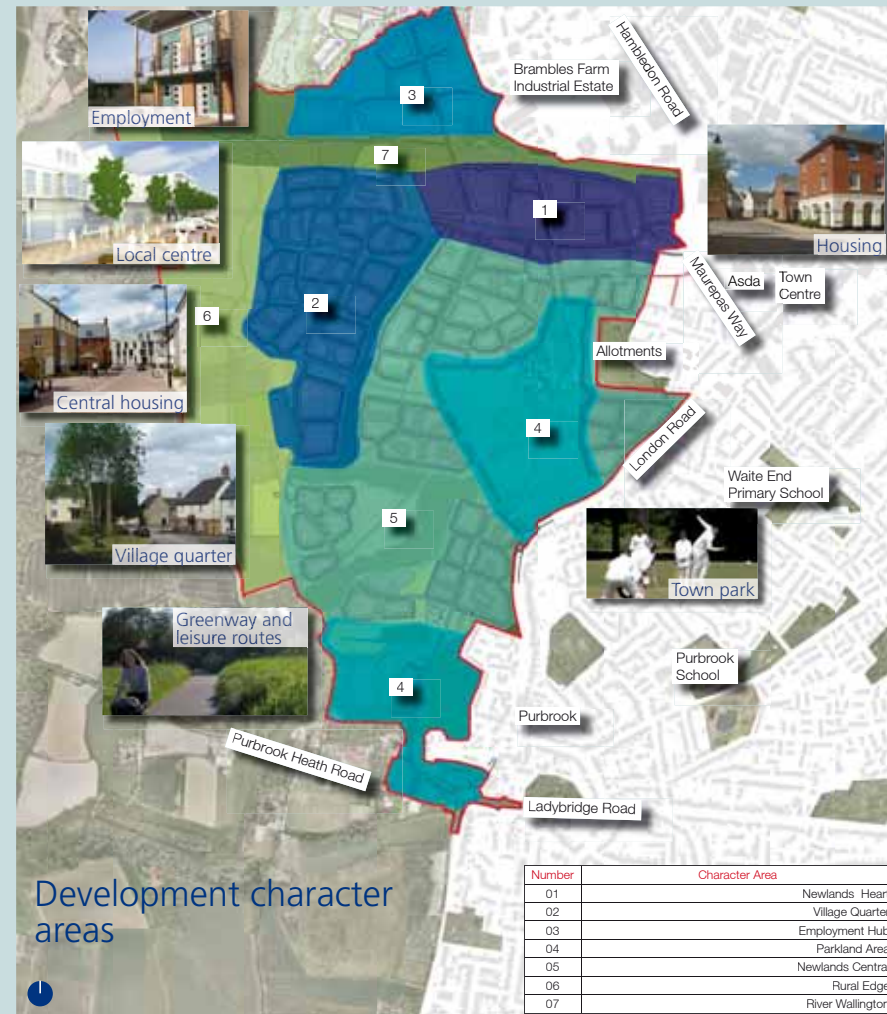 Employment
3
Brambles Farm
Industrial Estate
Hambledon Road
Local centre
7
1
Housing
Central housing
6
2
Maurepas Way
Asda
Town
Centre
Allotments
4
London Road
Waite End
Primary School
Village quarter
5
Town park
Greenway and
leisure routes
4
Purbrook
School
Purbrook
Purbrook Heath Road
Ladybridge Road
Development character
areas
Number Character Area
01 Newlands Hear
02 Village Quarte
03 Employment Hub
04 Parkland Area
05 Newlands Centra
06 Rural Edge
07 River Wallington